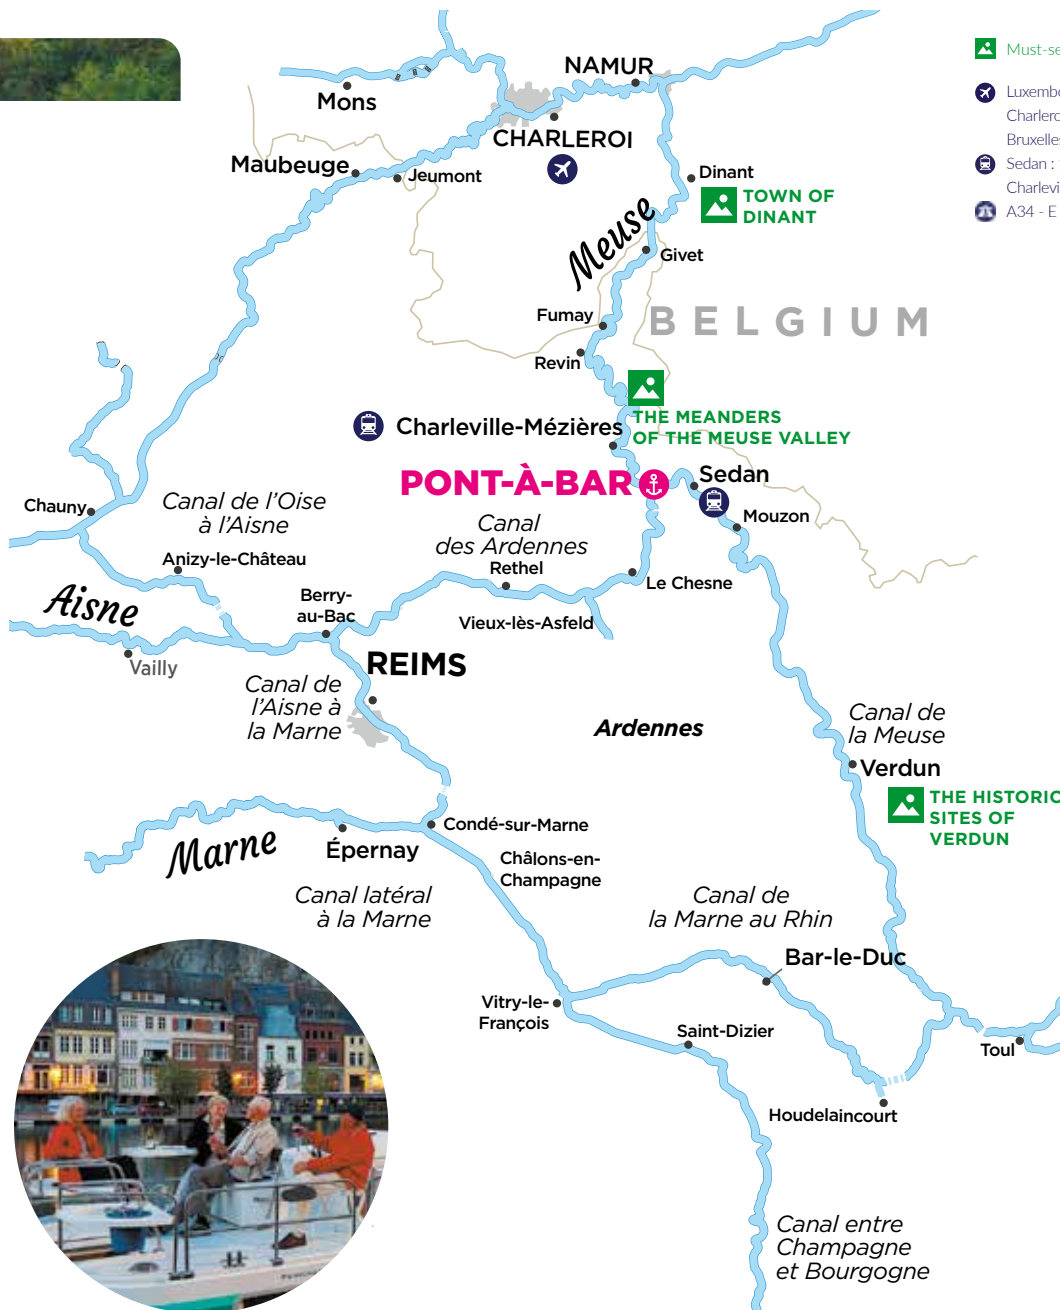 Must-se
NAMUR
Mons
CHARLEROI
Luxembo
Charlero
Bruxelles
Sedan :
Charlevi
A34 - E
Maubeuge
Jeumont
Dinant
TOWN OF
DINANT
Meuse
Givet
Fumay
BELGIUM
Revin
THE MEANDERS
OF THE MEUSE VALLEY
Charleville-Mézières
PONT-À-BAR
Sedan
Mouzon
Chauny
Canal de l'Oise
à l'Aisne
Canal
des Ardennes
Anizy-le-Château
Rethel
Le Chesne
Aisne
Berry-
au-Bac
Vieux-lès-Asfeld
Vailly
REIMS
Canal de
l'Aisne à
la Marne
Ardennes
Canal de
la Meuse
Verdun
THE HISTORIC
SITES OF
VERDUN
Marne
Condé-sur-Marne
Épernay
Châlons-en-
Champagne
Canal latéral
à la Marne
Canal de
la Marne au Rhin
Bar-le-Duc
Vitry-le-
François
Saint-Dizier
Toul
Houdelaincourt
Canal entre
Champagne
et Bourgogne